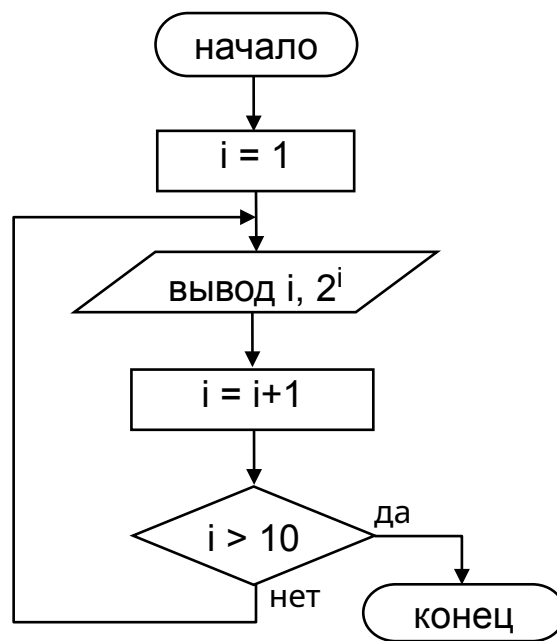 начало
i = 1
вывод i, 2ⁱ
i = i+1
i > 10
да
нет
конец